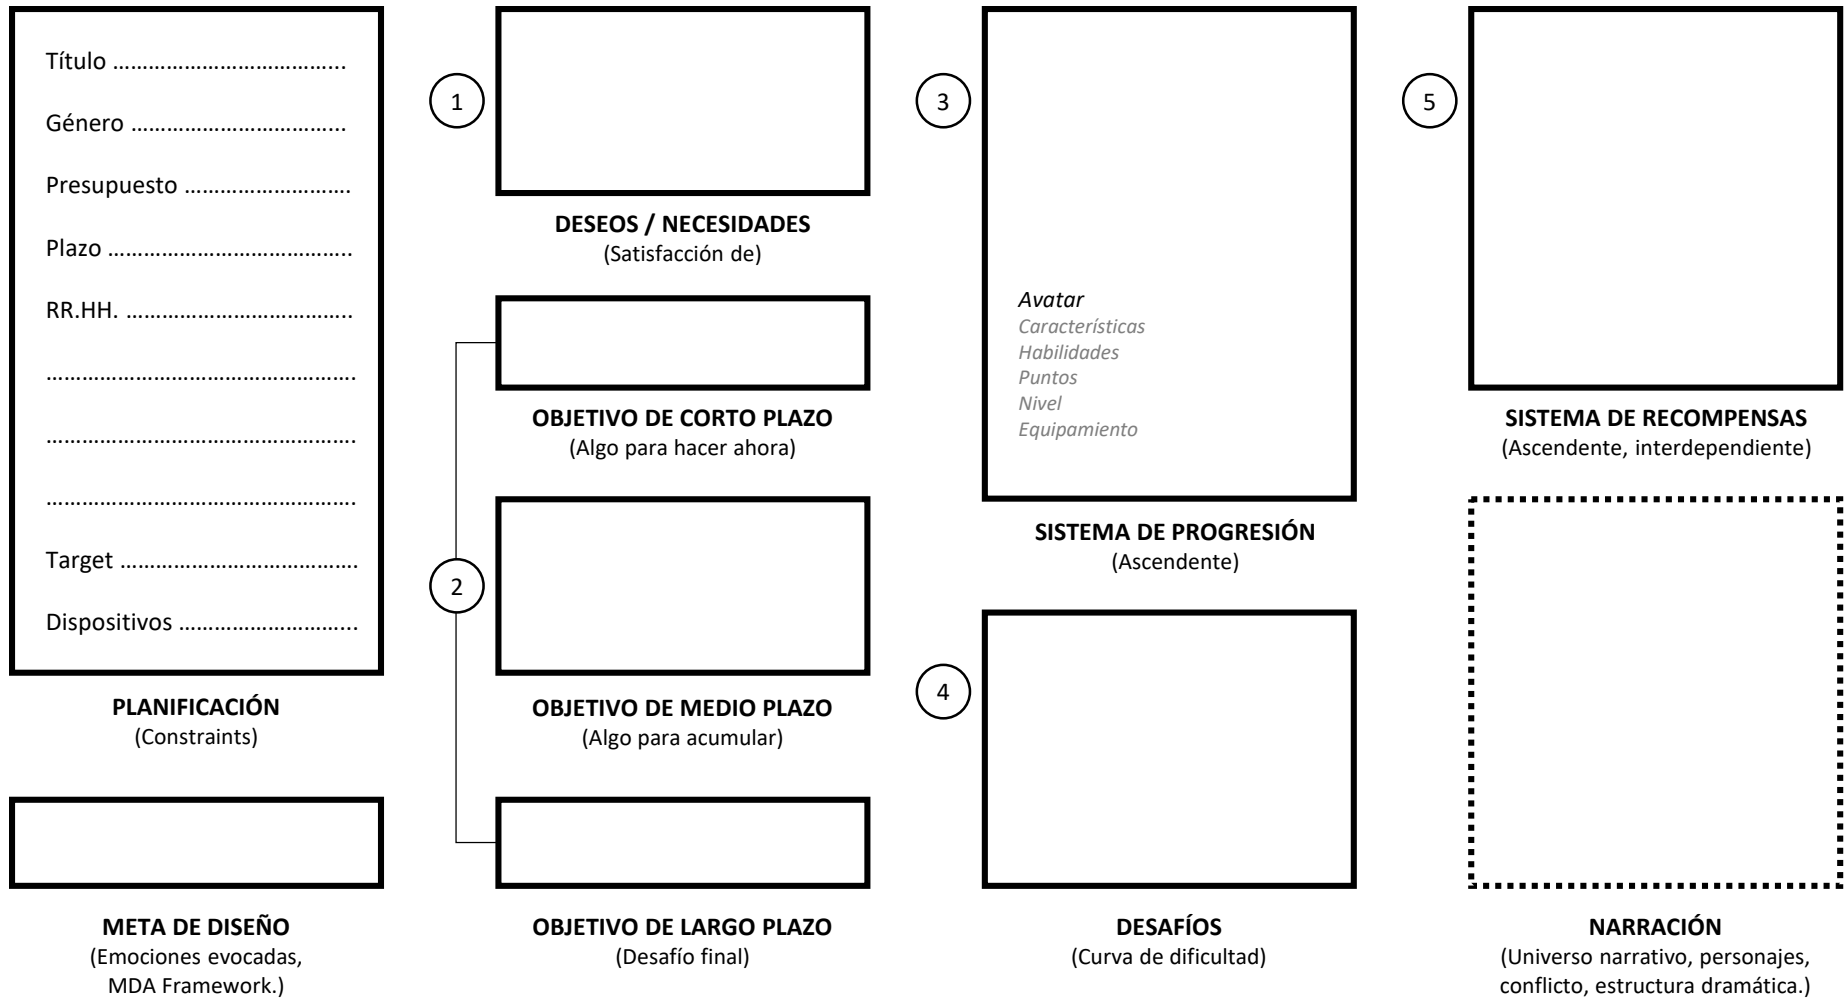 Título .......................................
Género .......................................
Presupuesto .............................
Plazo ...........................................
RR.HH. .......................................
.......................................................
.......................................................
.......................................................
Target .........................................
Dispositivos ...............................
PLANIFICACIÓN
(Constraints)
META DE DISEÑO
(Emociones evocadas,
MDA Framework.)
1
DESEOS / NECESIDADES
(Satisfacción de)
2
OBJETIVO DE CORTO PLAZO
(Algo para hacer ahora)
OBJETIVO DE MEDIO PLAZO
(Algo para acumular)
OBJETIVO DE LARGO PLAZO
(Desafío final)
3
Avatar
Características
Habilidades
Puntos
Nivel
Equipamiento
SISTEMA DE PROGRESIÓN
(Ascendente)
4
DESAFÍOS
(Curva de dificultad)
5
SISTEMA DE RECOMPENSAS
(Ascendente, interdependiente)
NARRACIÓN
(Universo narrativo, personajes,
conflicto, estructura dramática.)